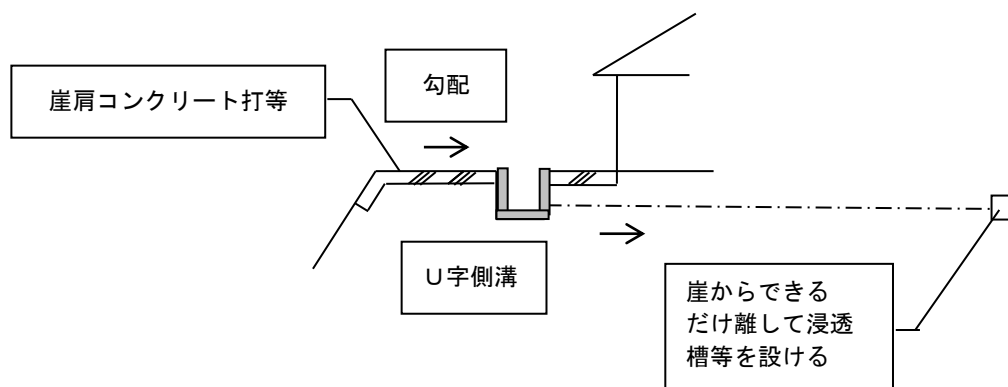 勾配
崖肩コンクリート打等
U字側溝
崖からできる
だけ離して浸透
槽等を設ける